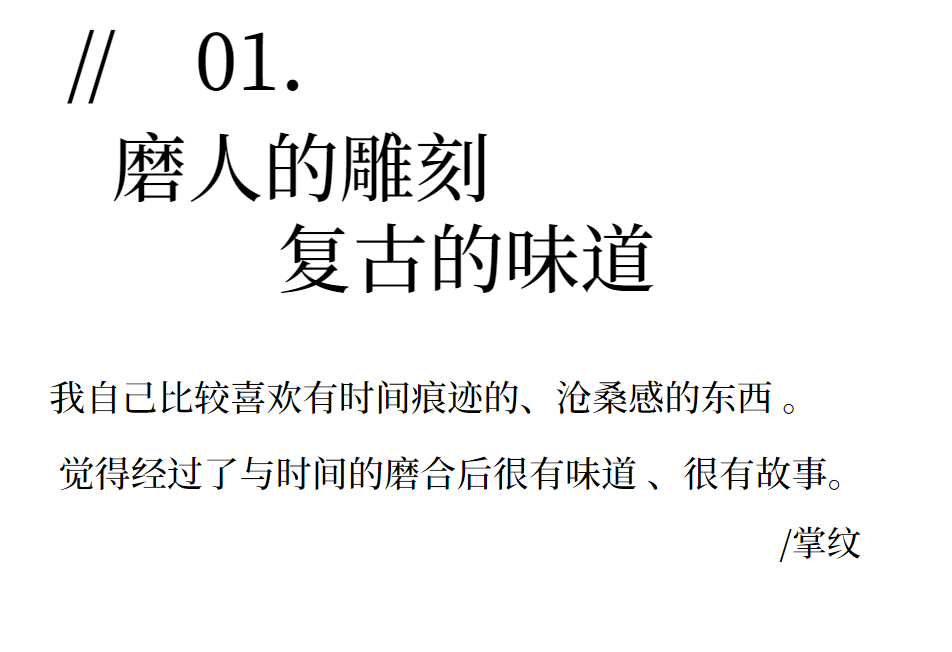 // 01.
磨人的雕刻
复古的味道
我自己比较喜欢有时间痕迹的、沧桑感的东西 。
觉得经过了与时间的磨合后很有味道 、很有故事。
/掌纹